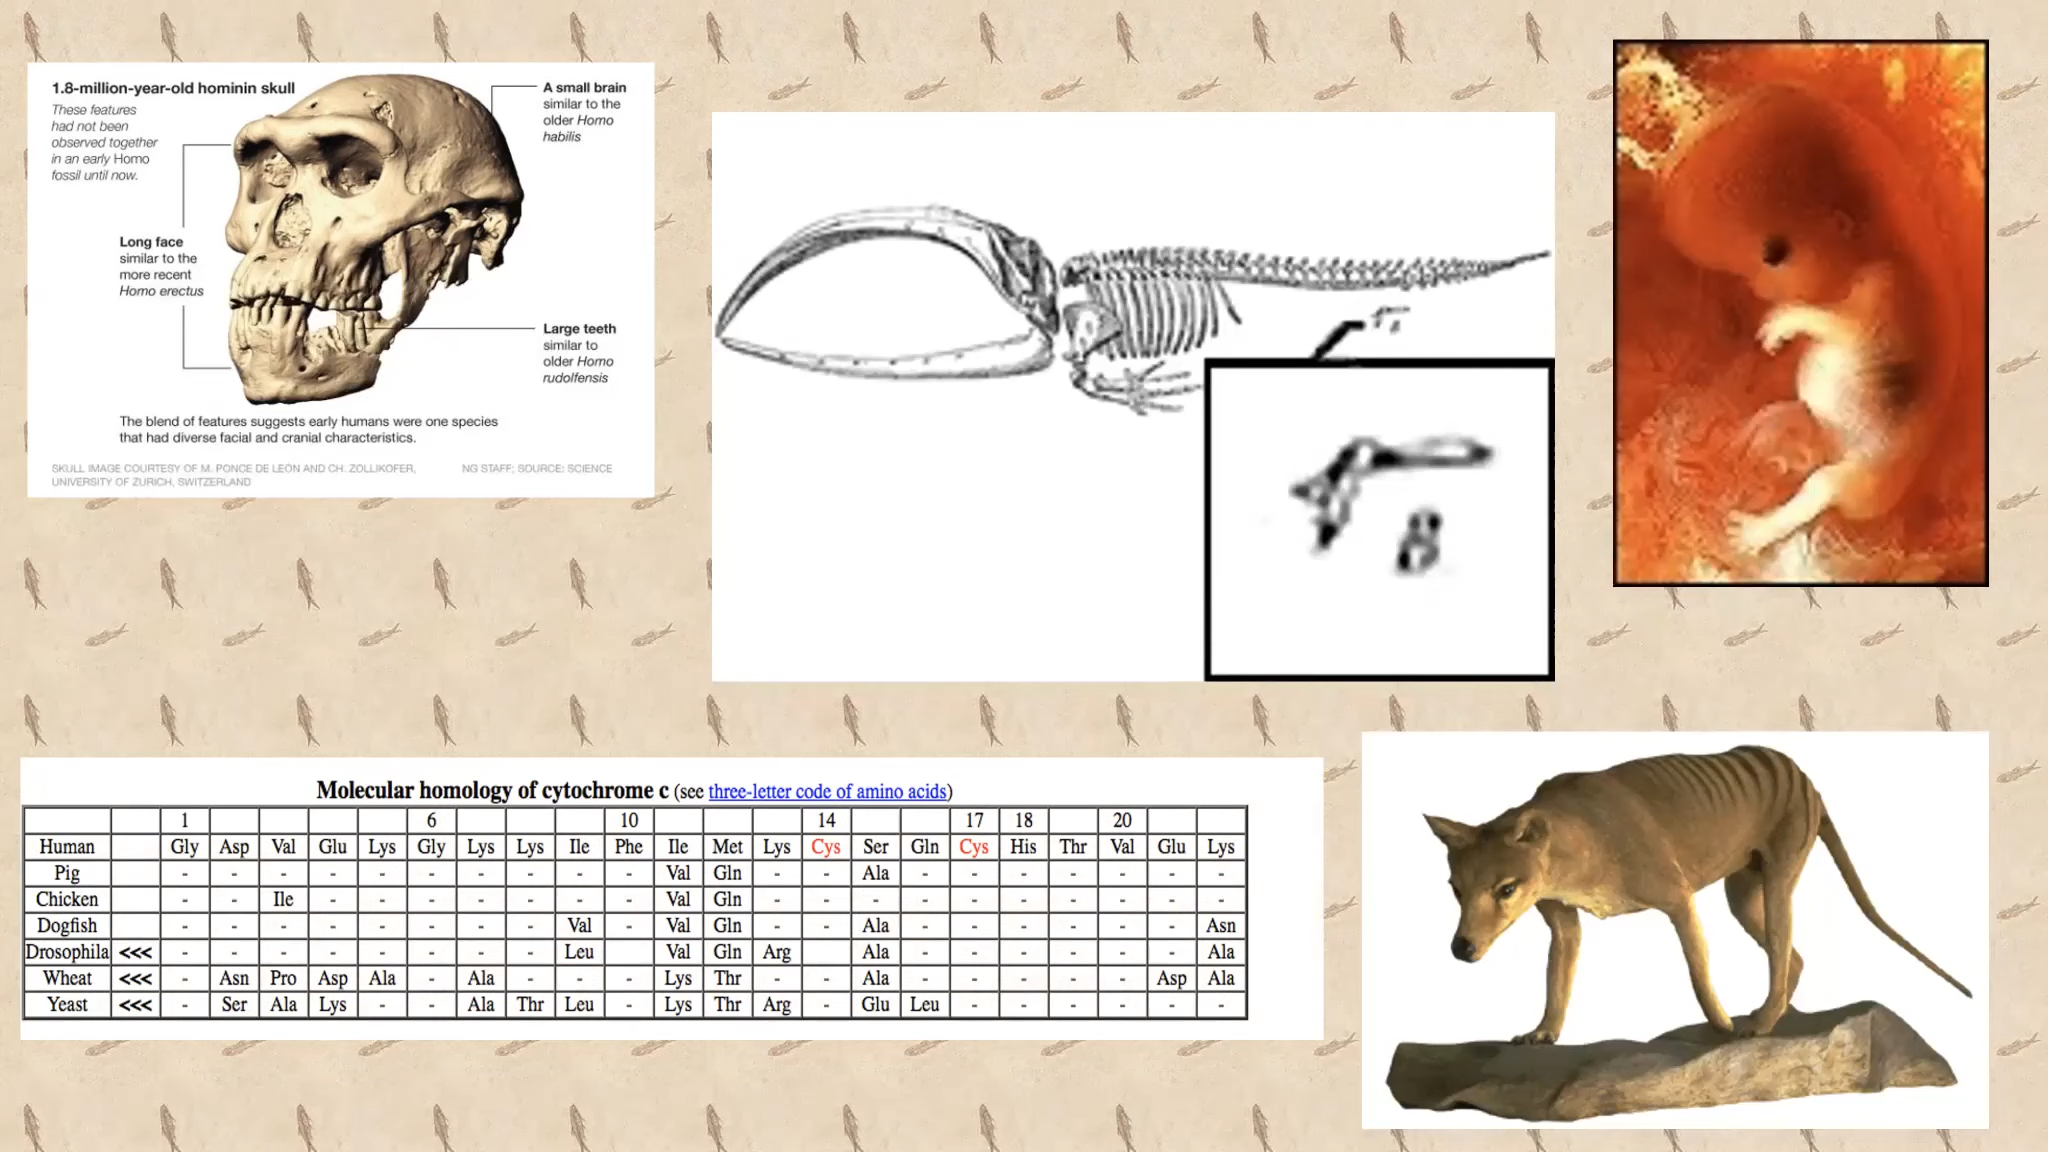 1.8-million-year-old hominin skull
These features
had not been
observed together
in an early Homo
fossil until now.
A small brain
similar to the
older Homo
habilis
Long face
similar to the
more recent
Homo erectus
Large teeth
similar to
older Homo
rudolfensis
The blend of features suggests early humans were one species
that had diverse facial and cranial characteristics.
SKULL IMAGE COURTESY OF M. PONCE DE LEÓN AND CH. ZOLLIKOFER,
UNIVERSITY OF ZURICH, SWITZERLAND
NG STAFF; SOURCE: SCIENCE
Molecular homology of cytochrome c (see three-letter code of amino acids)
1 6 10 14 17 18 20
Human Gly Asp Val Glu Lys Gly Lys Lys Ile Phe Ile Met Lys Cys Ser Gln Cys His Thr Val Glu Lys
Pig - - - - - - - - - - Val Gln - - Ala - - - - - - -
Chicken - - Ile - - - - - - - Val Gln - - - - - - - - - -
Dogfish - - - - - - - - Val - Val Gln - - Ala - - - - - - Asn
Drosophila <<< - - - - - - - - Leu Val Gln Arg Ala - - - - - - Ala
Wheat <<< - Asn Pro Asp Ala - Ala - - - Lys Thr - - Ala - - - - - Asp Ala
Yeast <<< - Ser Ala Lys - - Ala Thr Leu - Lys Thr Arg - Glu Leu - - - - - -